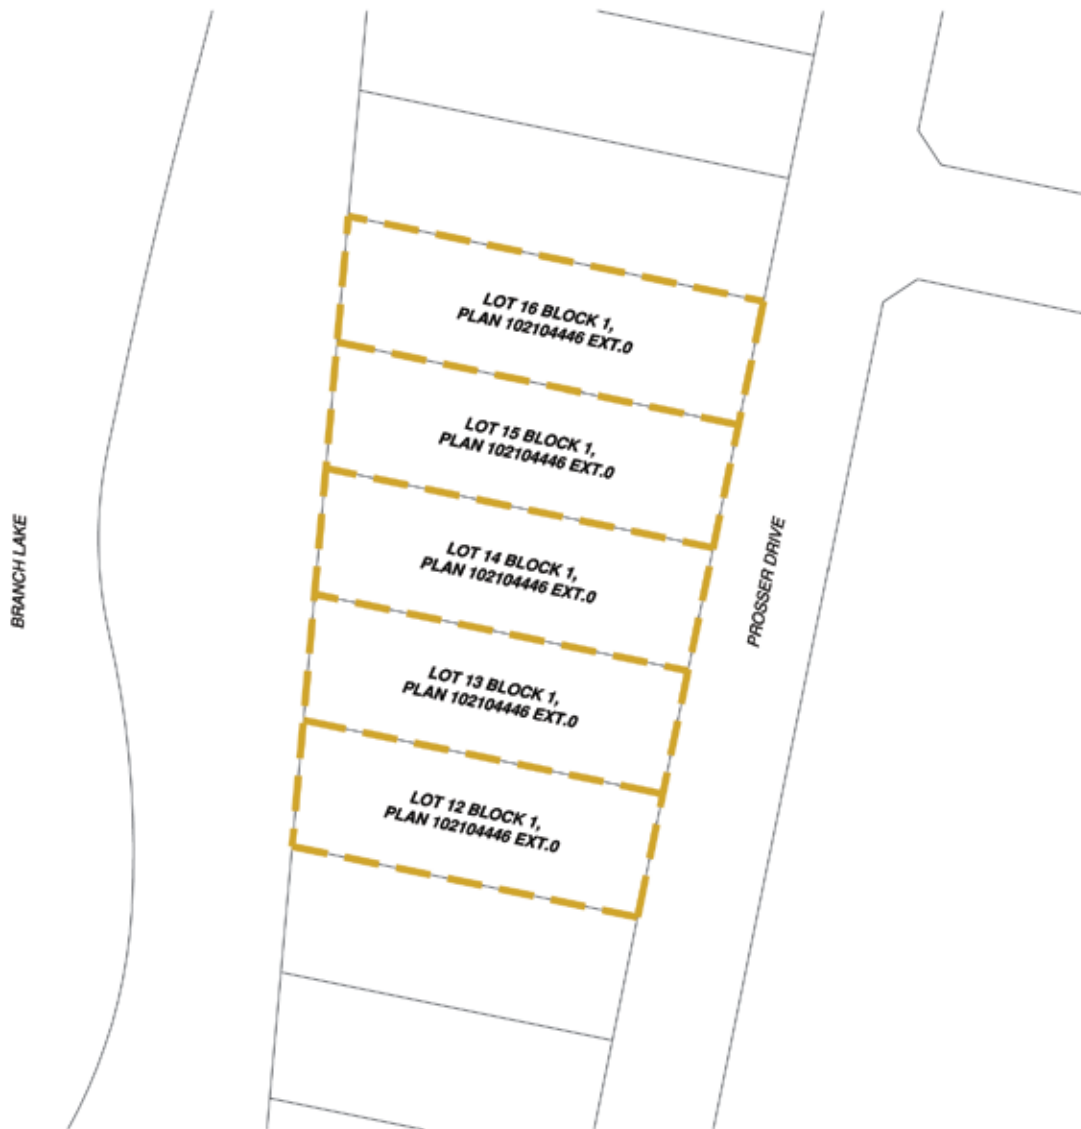 LOT 16 BLOCK 1,
PLAN 102104446 EXT.0
LOT 15 BLOCK 1,
PLAN 102104446 EXT.0
LOT 14 BLOCK 1,
PLAN 102104446 EXT.0
LOT 13 BLOCK 1,
PLAN 102104446 EXT.0
LOT 12 BLOCK 1,
PLAN 102104446 EXT.0
BRANCH LAKE
PROSSER DRIVE